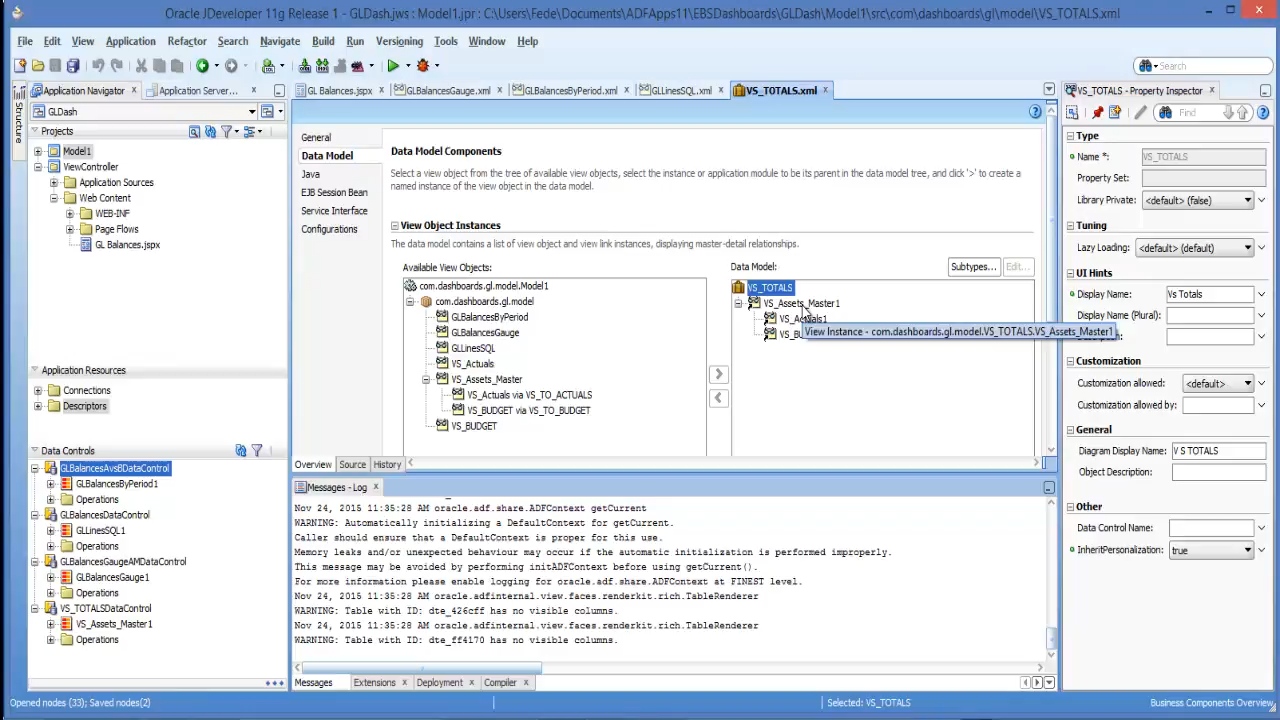 Oracle JDeveloper 11g Release 1 - GLDash.jws : Model1.jpr : C:\Users\Fede\Documents\ADFApps11\EBSDashboards\GLDash\Model1\src\com\dashboards\gl\model\VS_TOTALS.xml
File Edit View Application Refactor Search Navigate Build Run Versioning Tools Window Help
Search
Application Navigator
Application Server...
GLDash
Projects
Model1
ViewController
Application Sources
Web Content
WEB-INF
Page Flows
GL Balances.jspx
Application Resources
Connections
Descriptors
Data Controls
GLBalancesAvsBDataControl
GLBalancesByPeriod1
Operations
GLBalancesDataControl
GLLinesSQL1
Operations
GLBalancesGaugeAMDataControl
GLBalancesGauge1
Operations
VS_TOTALSDataControl
VS_Assets_Master1
Operations
Structure
GL Balances.jspx GLBalancesGauge.xml GLBalancesByPeriod.xml GLLinesSQL.xml VS_TOTALS.xml
General
Data Model
Java
EJB Session Bean
Service Interface
Configurations
Data Model Components
Select a view object from the tree of available view objects, select the instance or application module to be its parent in the data model tree, and click '>' to create a
named instance of the view object in the data model.
View Object Instances
The data model contains a list of view object and view link instances, displaying master-detail relationships.
Available View Objects:
com.dashboards.gl.model.Model1
com.dashboards.gl.model
GLBalancesByPeriod
GLBalancesGauge
GLLinesSQL
VS_Actuals
VS_Assets_Master
VS_Actuals via VS_TO_ACTUALS
VS_BUDGET via VS_TO_BUDGET
VS_BUDGET
Data Model:
Subtypes... Edit...
VS_TOTALS
VS_Assets_Master1
VS_Actuals1
VS_BU
View Instance - com.dashboards.gl.model.VS_TOTALS.VS_Assets_Master1
Overview Source History
Messages - Log
Nov 24, 2015 11:35:28 AM oracle.adf.share.ADFContext getCurrent
WARNING: Automatically initializing a DefaultContext for getCurrent.
Caller should ensure that a DefaultContext is proper for this use.
Memory leaks and/or unexpected behaviour may occur if the automatic initialization is performed improperly.
This message may be avoided by performing initADFContext before using getCurrent().
For more information please enable logging for oracle.adf.share.ADFContext at FINEST level.
Nov 24, 2015 11:35:28 AM oracle.adfinternal.view.faces.renderkit.rich.TableRenderer
WARNING: Table with ID: dte_426cff has no visible columns.
Nov 24, 2015 11:35:28 AM oracle.adfinternal.view.faces.renderkit.rich.TableRenderer
WARNING: Table with ID: dte_ff4170 has no visible columns.
Messages Extensions Deployment Compiler
VS_TOTALS - Property Inspector
Find
Type
Name *: VS_TOTALS
Property Set:
Library Private: <default> (false)
Tuning
Lazy Loading: <default> (default)
UI Hints
Display Name: Vs Totals
Display Name (Plural):
Customization
Customization allowed: <default>
Customization allowed by:
General
Diagram Display Name: V S TOTALS
Object Description:
Other
Data Control Name:
InheritPersonalization: true
Opened nodes (33); Saved nodes(2)
Selected: VS_TOTALS
Business Components Overview